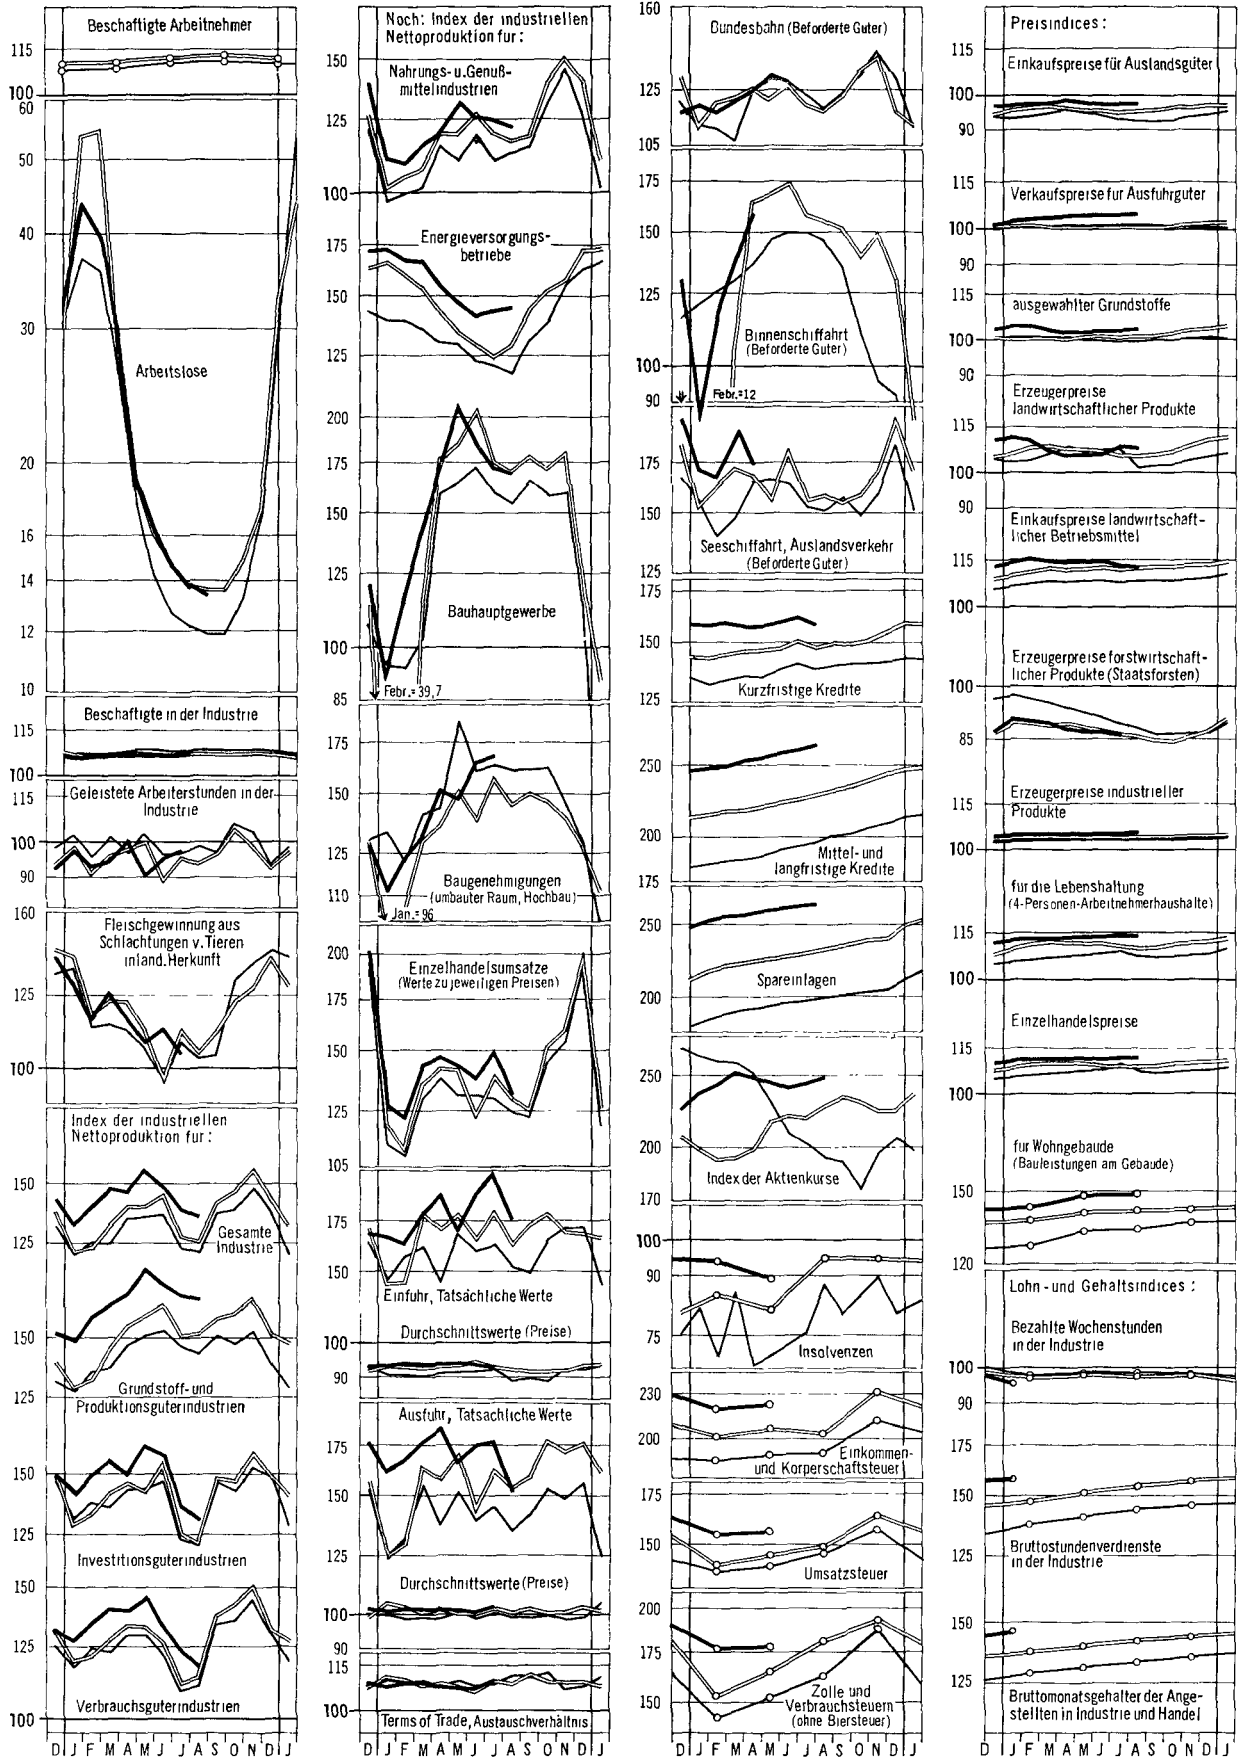 Beschaftigte Arbeitnehmer
115
100
60
50
40
30
Arbeitslose
20
16
14
12
10
Beschaftigte in der Industrie
115
100
Geleistete Arbeiterstunden in der
Industrie
115
100
90
160
Fleischgewinnung aus
Schlachtungen v. Tieren
inland. Herkunft
125
100
Index der industriellen
Nettoproduktion fur:
150
Gesamte
Industrie
125
150
Grundstoff- und
Produktionsguterindustrien
125
150
125
Investitionsguterindustrien
150
125
Verbrauchsguterindustrien
100
D J F M A M J J A S O N D J
Noch: Index der industriellen
Nettoproduktion fur:
150
Nahrungs- u. Genuß-
mittelindustrien
125
100
Energieversorgungs-
betriebe
175
150
125
200
175
150
125
Bauhauptgewerbe
100
Febr.=39,7
85
175
150
125
Baugenehmigungen
(umbauter Raum, Hochbau)
110
Jan.=96
200
Einzelhandelsumsatze
(Werte zu jeweiligen Preisen)
175
150
125
105
175
150
Einfuhr, Tatsachliche Werte
Durchschnittswerte (Preise)
100
90
Ausfuhr, Tatsachliche Werte
175
150
125
Durchschnittswerte (Preise)
100
90
115
100
Terms of Trade, Austauschverhaltnis
D J F M A M J J A S O N D J
160
Bundesbahn (Beforderte Guter)
125
105
175
150
125
Binnenschiffahrt
(Beforderte Guter)
100
Febr.=12
90
175
150
Seeschiffahrt, Auslandsverkehr
(Beforderte Guter)
125
175
150
Kurzfristige Kredite
125
250
200
Mittel- und
langfristige Kredite
175
250
Spareinlagen
200
250
200
Index der Aktienkurse
170
100
90
75
Insolvenzen
230
200
Einkommen-
und Korperschaftsteuer
175
150
Umsatzsteuer
200
175
Zolle und
Verbrauchsteuern
(ohne Biersteuer)
150
D J F M A M J J A S O N D J
Preisindices:
115
Einkaufspreise für Auslandsgüter
100
90
115
Verkaufspreise fur Ausfuhrguter
100
90
115
ausgewahlter Grundstoffe
100
90
Erzeugerpreise
landwirtschaftlicher Produkte
115
100
90
Einkaufspreise landwirtschaft-
licher Betriebsmittel
115
100
Erzeugerpreise forstwirtschaft-
licher Produkte (Staatsforsten)
100
85
Erzeugerpreise industrieller
Produkte
115
100
für die Lebenshaltung
(4-Personen-Arbeitnehmerhaushalte)
115
100
Einzelhandelspreise
115
100
fur Wohngebaude
(Bauleistungen am Gebaude)
150
120
Lohn- und Gehaltsindices:
Bezahlte Wochenstunden
in der Industrie
100
90
175
150
Bruttostundenverdienste
in der Industrie
125
150
125
Bruttomonatsgehalter der Ange-
stellten in Industrie und Handel
D J F M A M J J A S O N D J